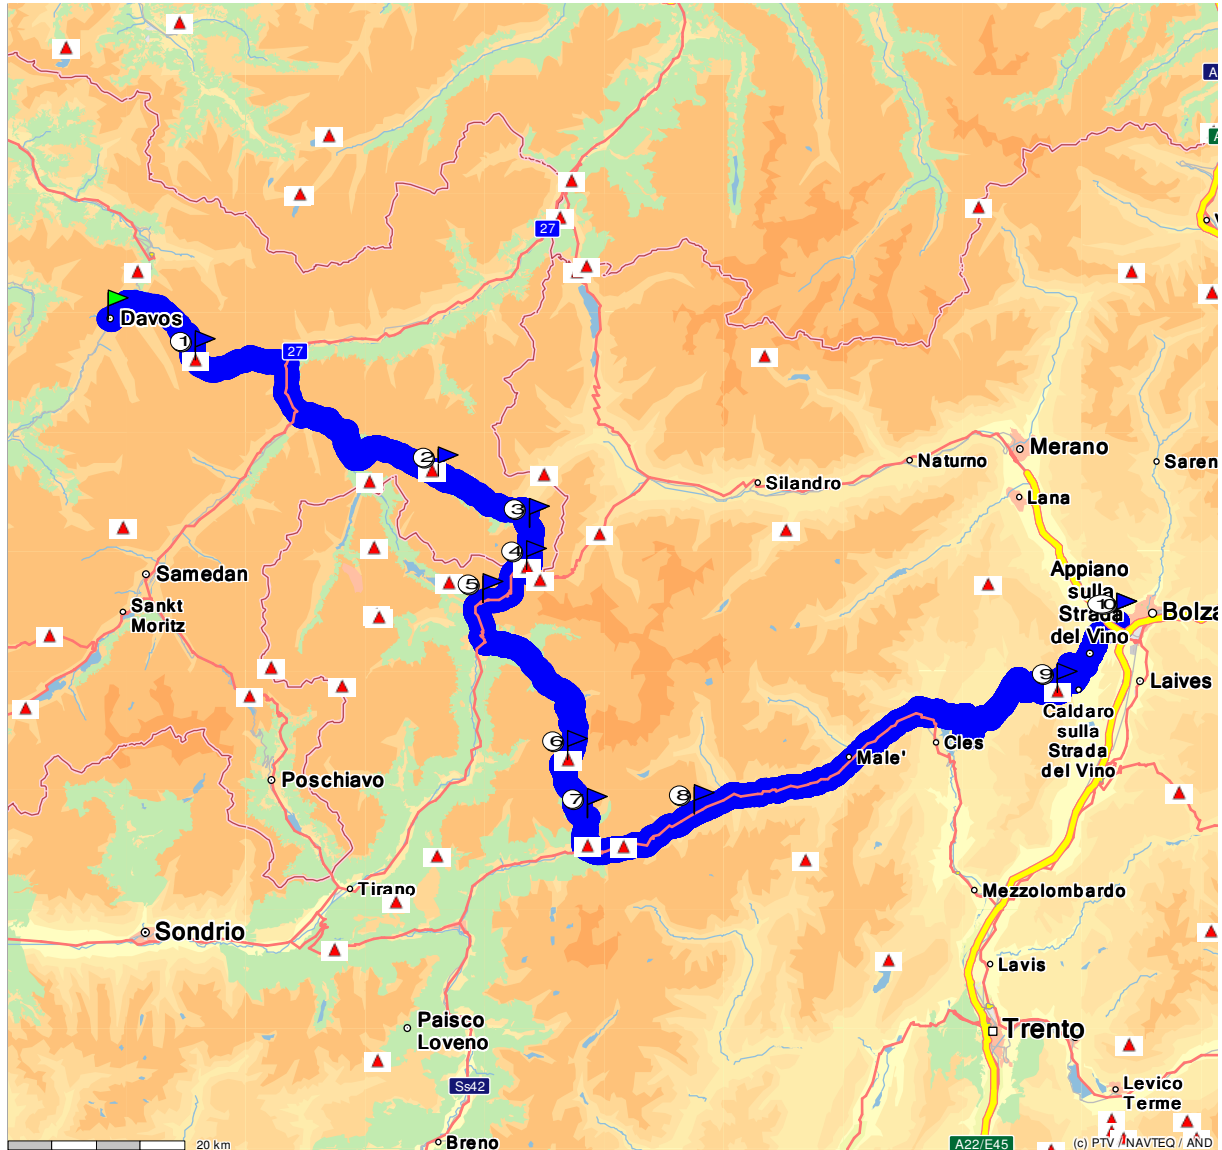 A
27
Davos
1
27
Merano
Naturno
Saren
2
Silandro
Lana
3
4
Samedan
5
Appiano
sulla
Strada
del Vino
10
Bolza
Sankt
Moritz
9
Laives
Caldaro
sulla
Strada
del Vino
6
Cles
Male'
Poschiavo
7
8
Tirano
Mezzolombardo
Sondrio
Lavis
Paisco
Loveno
Trento
Ss42
Levico
Terme
20 km
Breno
A22/E45
(c) PTV / NAVTEQ / AND